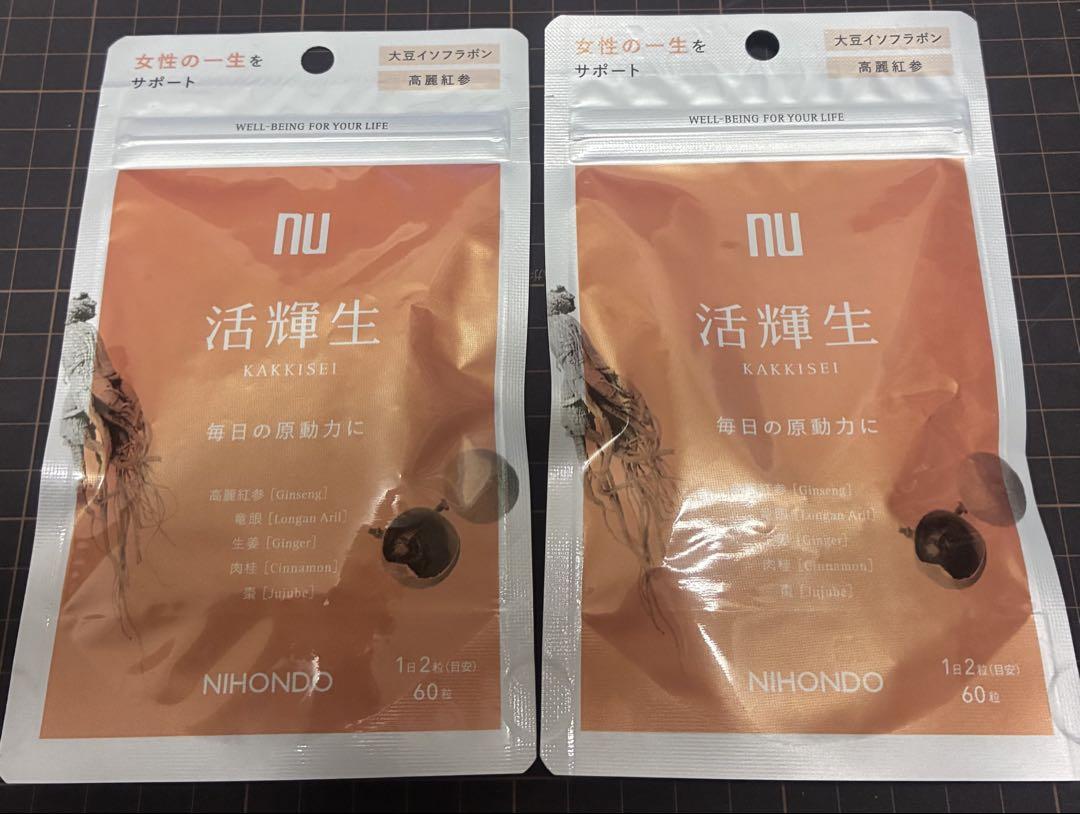 女性の一生を
サポート
大豆イソフラボン
高麗紅参
WELL-BEING FOR YOUR LIFE
nu
活輝生
KAKKISEI
毎日の原動力に
高麗紅参［Ginseng］
竜眼［Longan Aril］
生姜［Ginger］
肉桂［Cinnamon］
棗［Jujube］
NIHONDO
1日2粒(目安)
60粒
女性の一生を
サポート
大豆イソフラボン
高麗紅参
WELL-BEING FOR YOUR LIFE
nu
活輝生
KAKKISEI
毎日の原動力に
参［Ginseng］
眼［Longan Aril］
［Ginger］
肉桂［Cinnamon］
棗［Jujube］
NIHONDO
1日2粒(目安)
60粒